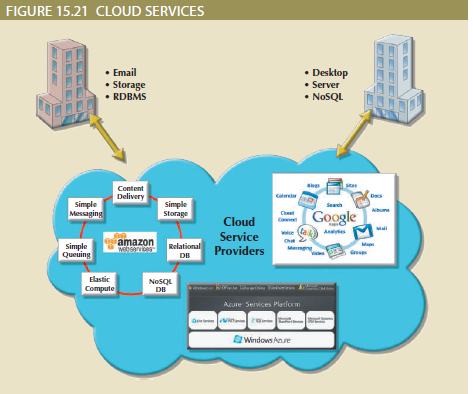 FIGURE 15.21 CLOUD SERVICES
• Email
• Storage
• RDBMS
• Desktop
• Server
• NoSQL
Content
Delivery
Simple
Messaging
Simple
Storage
Simple
Queuing
amazon
webservices
Relational
DB
Elastic
Compute
NoSQL
DB
Cloud
Service
Providers
Blogs
Sites
Calendar
Search
Docs
Albums
Cloud
Connect
Google
Apps
Voice
talk
Analytics
Mail
Chat
Messaging
Video
Groups
Maps
Azure Services Platform
Windows Azure